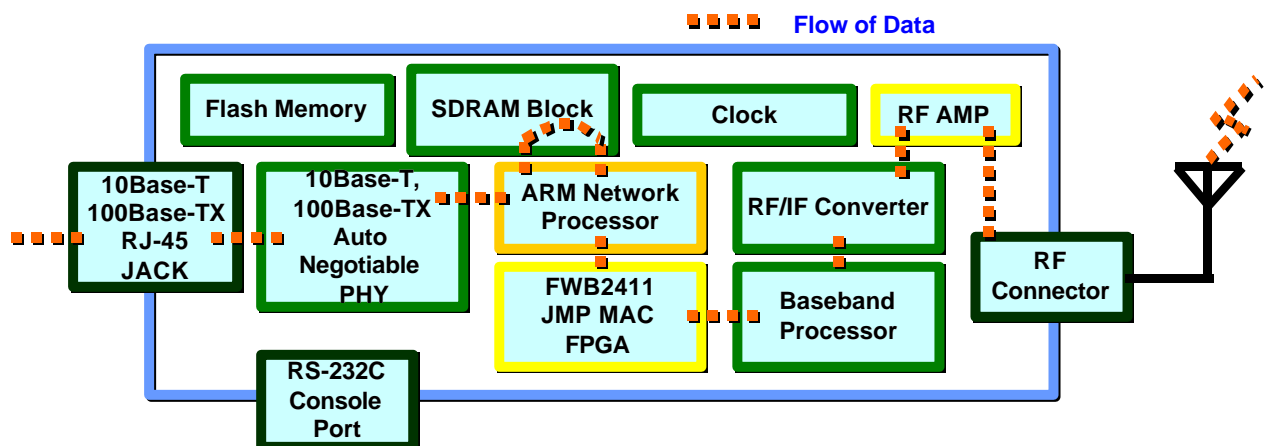 Flow of Data
Flash Memory
SDRAM Block
Clock
RF AMP
10Base-T
100Base-TX
RJ-45
JACK
10Base-T,
100Base-TX
Auto
Negotiable
PHY
ARM Network
Processor
RF/IF Converter
FWB2411
JMP MAC
FPGA
Baseband
Processor
RF
Connector
RS-232C
Console
Port